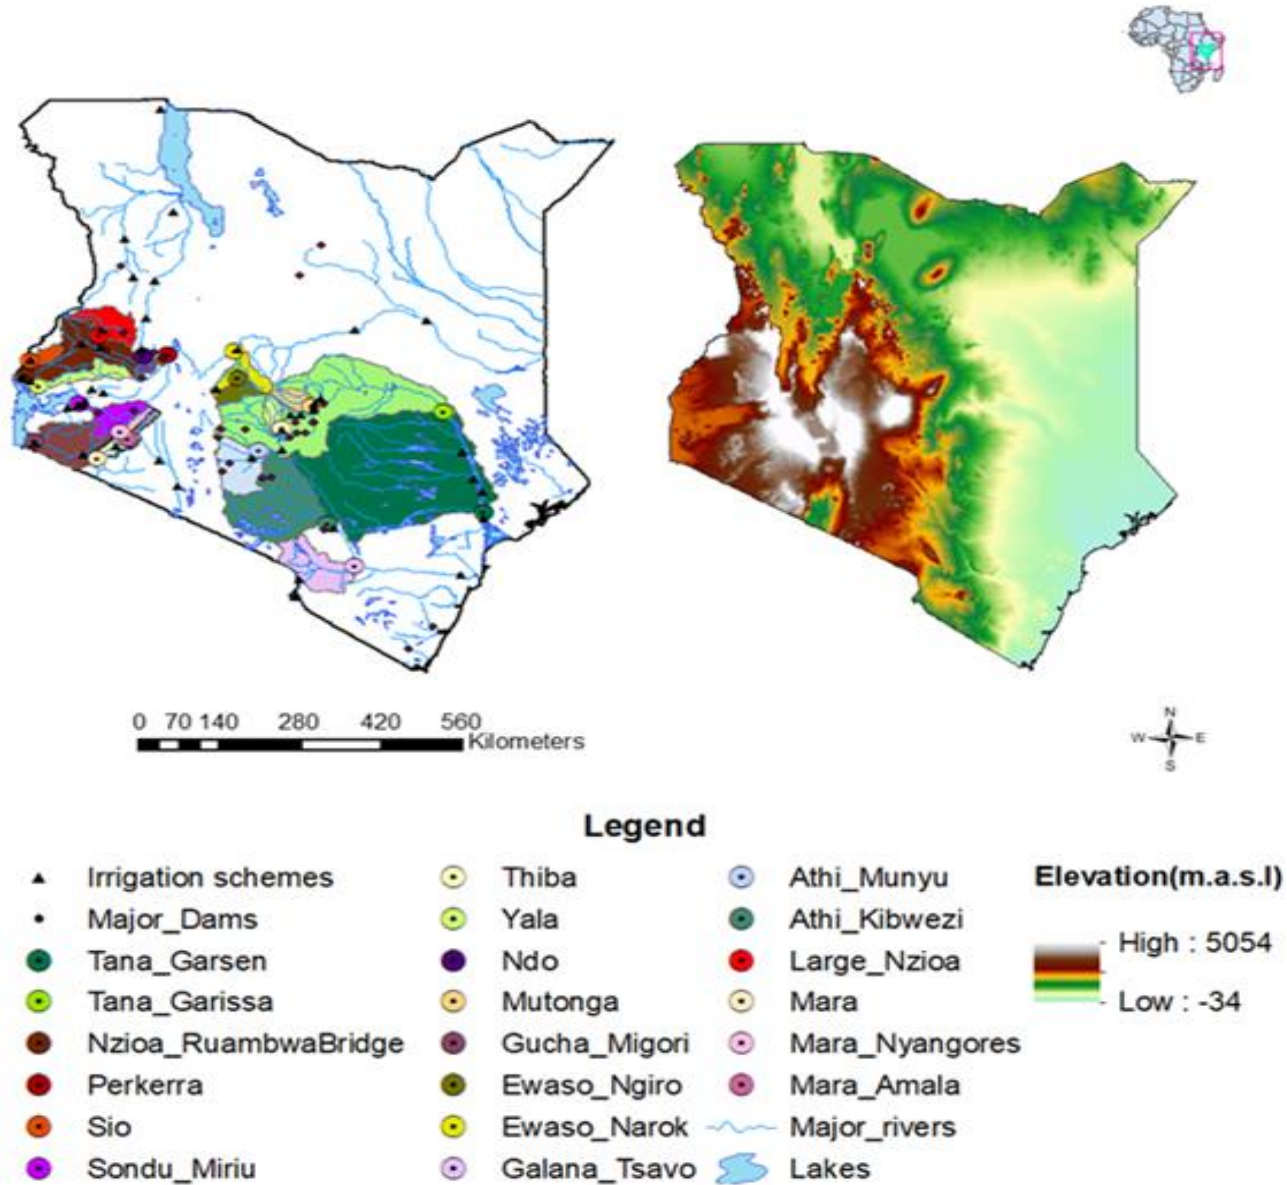 0 70 140 280 420 560
Kilometers
N
W E
S
Legend
Irrigation schemes
Major_Dams
Tana_Garsen
Tana_Garissa
Nzioa_RuambwaBridge
Perkerra
Sio
Sondu_Miriu
Thiba
Yala
Ndo
Mutonga
Gucha_Migori
Ewaso_Ngiro
Ewaso_Narok
Galana_Tsavo
Athi_Munyu
Athi_Kibwezi
Large_Nzioa
Mara
Mara_Nyangores
Mara_Amala
Major_rivers
Lakes
Elevation(m.a.s.l)
High : 5054
Low : -34